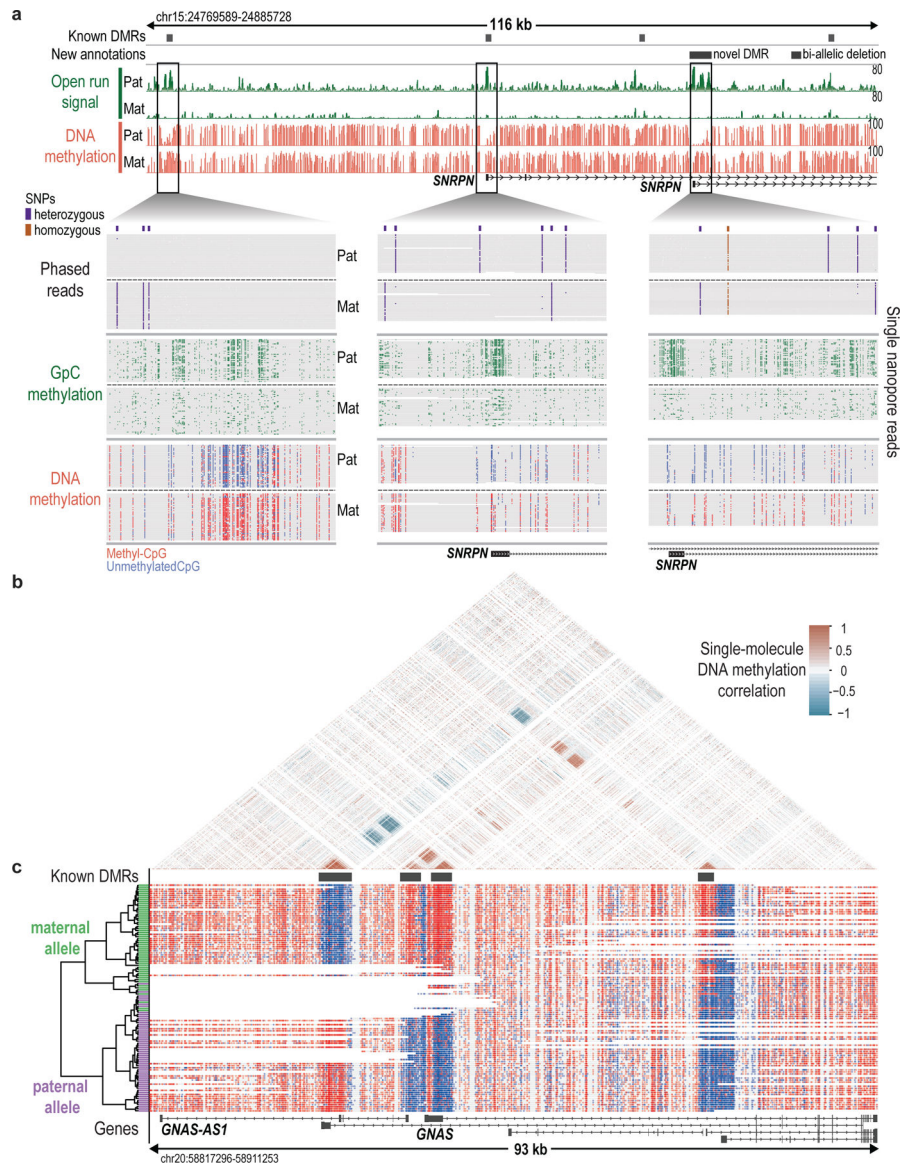 a
chr15:24769589-24885728
116 kb
Known DMRs
New annotations
novel DMR
bi-allelic deletion
Open run signal
Pat
80
Mat
80
DNA methylation
Pat
100
Mat
100
SNRPN
SNRPN
SNPs
heterozygous
homozygous
Phased reads
Pat
Mat
GpC methylation
Pat
Mat
DNA methylation
Pat
Mat
Single nanopore reads
Methyl-CpG
UnmethylatedCpG
SNRPN
SNRPN
b
Single-molecule
DNA methylation
correlation
1
0.5
0
−0.5
−1
c
Known DMRs
maternal
allele
paternal
allele
Genes
GNAS-AS1
GNAS
93 kb
chr20:58817296-58911253